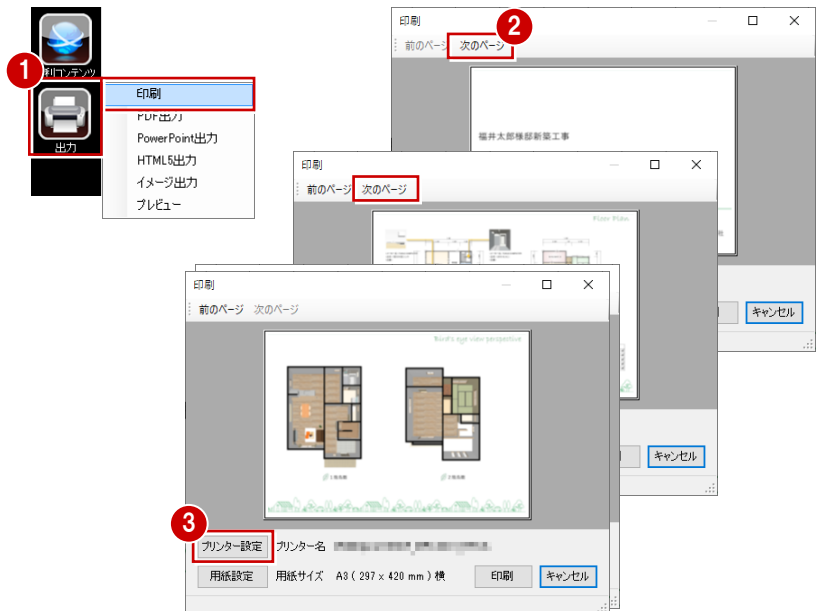 1
利コンテンツ
出力
印刷
PDF出力
PowerPoint出力
HTML5出力
イメージ出力
プレビュー
2
印刷
前のページ 次のページ
福井太郎様邸新築工事
キャンセル
印刷
前のページ 次のページ
Floor Plan
キャンセル
印刷
前のページ 次のページ
Bird's eye view perspective
3
プリンター設定 プリンター名
用紙設定 用紙サイズ A3 ( 297 x 420 mm ) 横 印刷 キャンセル